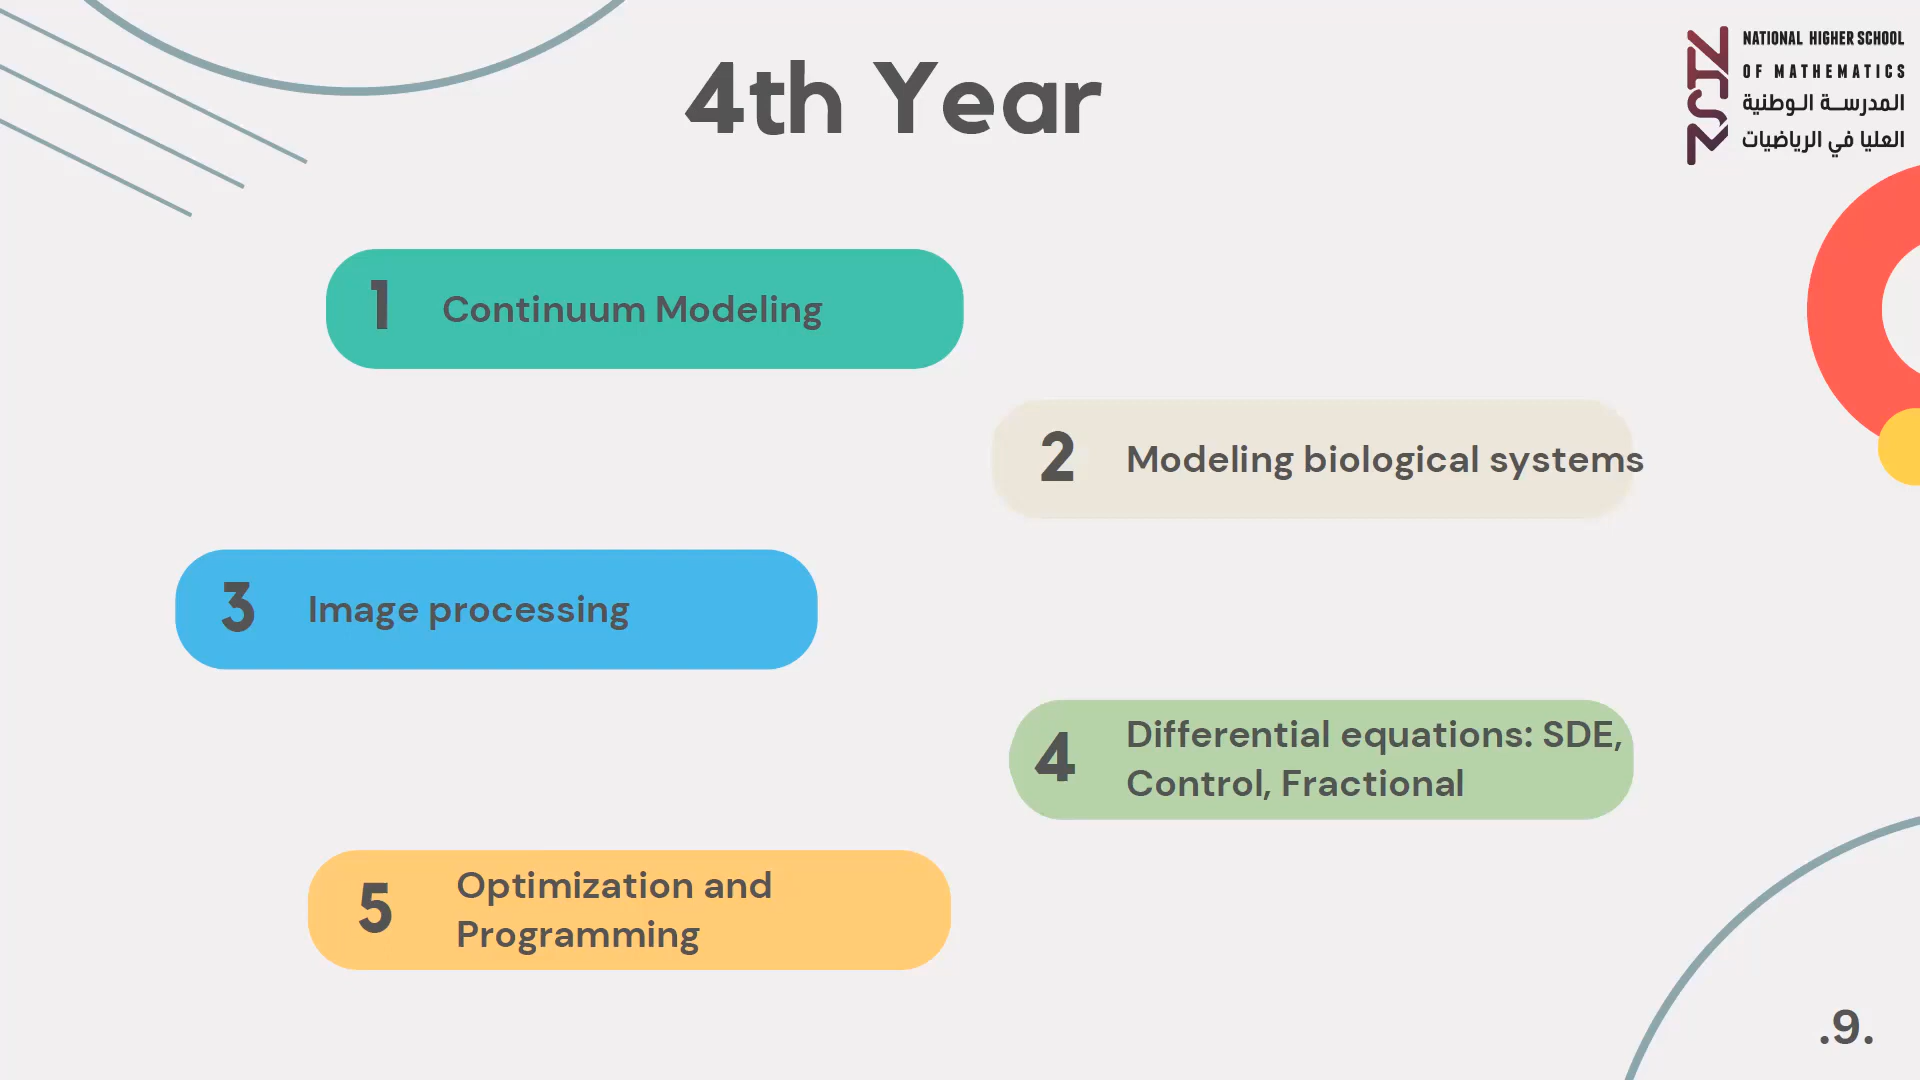 4th Year
NATIONAL HIGHER SCHOOL
OF MATHEMATICS
المدرسة الوطنية
العليا في الرياضيات
NHSM
1 Continuum Modeling
2 Modeling biological systems
3 Image processing
4 Differential equations: SDE,
Control, Fractional
5 Optimization and
Programming
.9.